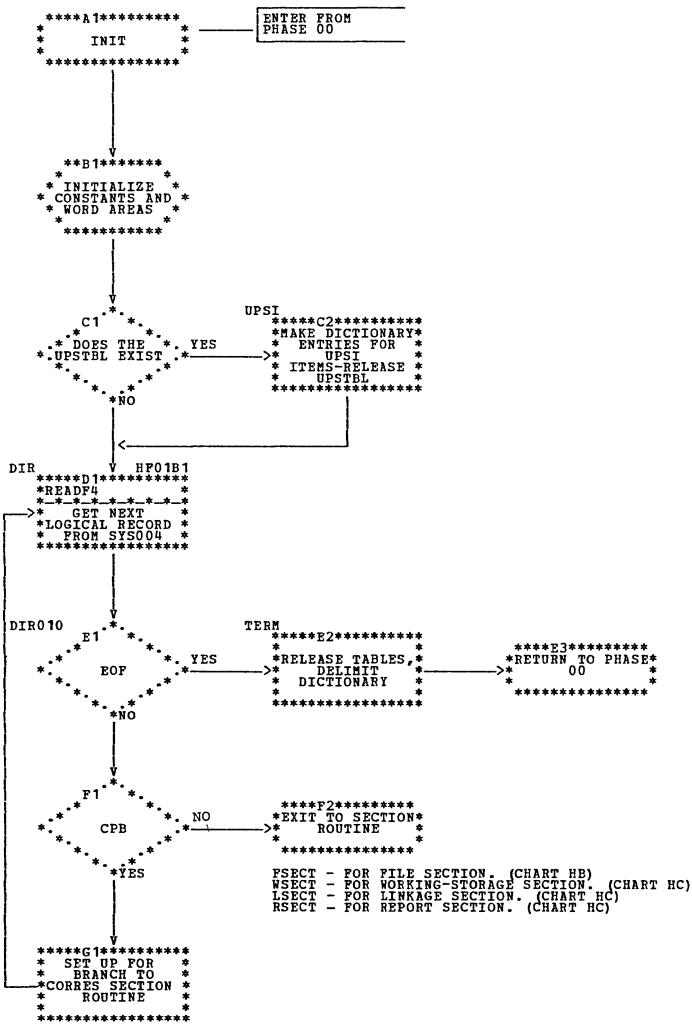 A1
INIT
ENTER FROM
PHASE 00
B1
INITIALIZE
CONSTANTS AND
WORD AREAS
C1
DOES THE
UPSTBL EXIST
YES
NO
UPSI
C2
MAKE DICTIONARY
ENTRIES FOR
UPSI
ITEMS-RELEASE
UPSTBL
DIR
HF01B1
D1
READF4
GET NEXT
LOGICAL RECORD
FROM SYS004
DIR010
E1
EOF
YES
NO
TERM
E2
RELEASE TABLES,
DELIMIT
DICTIONARY
E3
RETURN TO PHASE
00
F1
CPB
NO
YES
F2
EXIT TO SECTION
ROUTINE
FSECT - FOR FILE SECTION. (CHART HB)
WSECT - FOR WORKING-STORAGE SECTION. (CHART HC)
LSECT - FOR LINKAGE SECTION. (CHART HC)
RSECT - FOR REPORT SECTION. (CHART HC)
G1
SET UP FOR
BRANCH TO
CORRES SECTION
ROUTINE